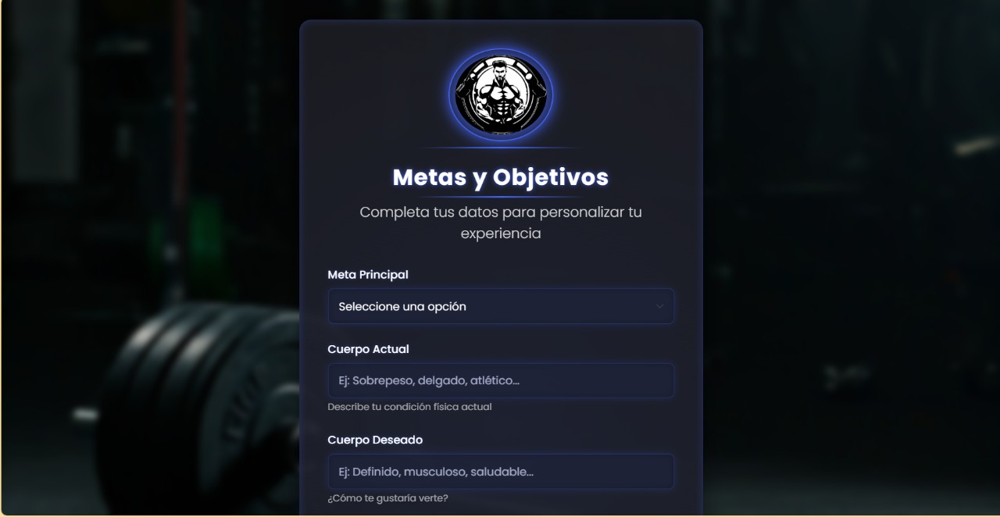 Metas y Objetivos
Completa tus datos para personalizar tu
experiencia
Meta Principal
Seleccione una opción
Cuerpo Actual
Ej: Sobrepeso, delgado, atlético...
Describe tu condición física actual
Cuerpo Deseado
Ej: Definido, musculoso, saludable...
¿Cómo te gustaría verte?